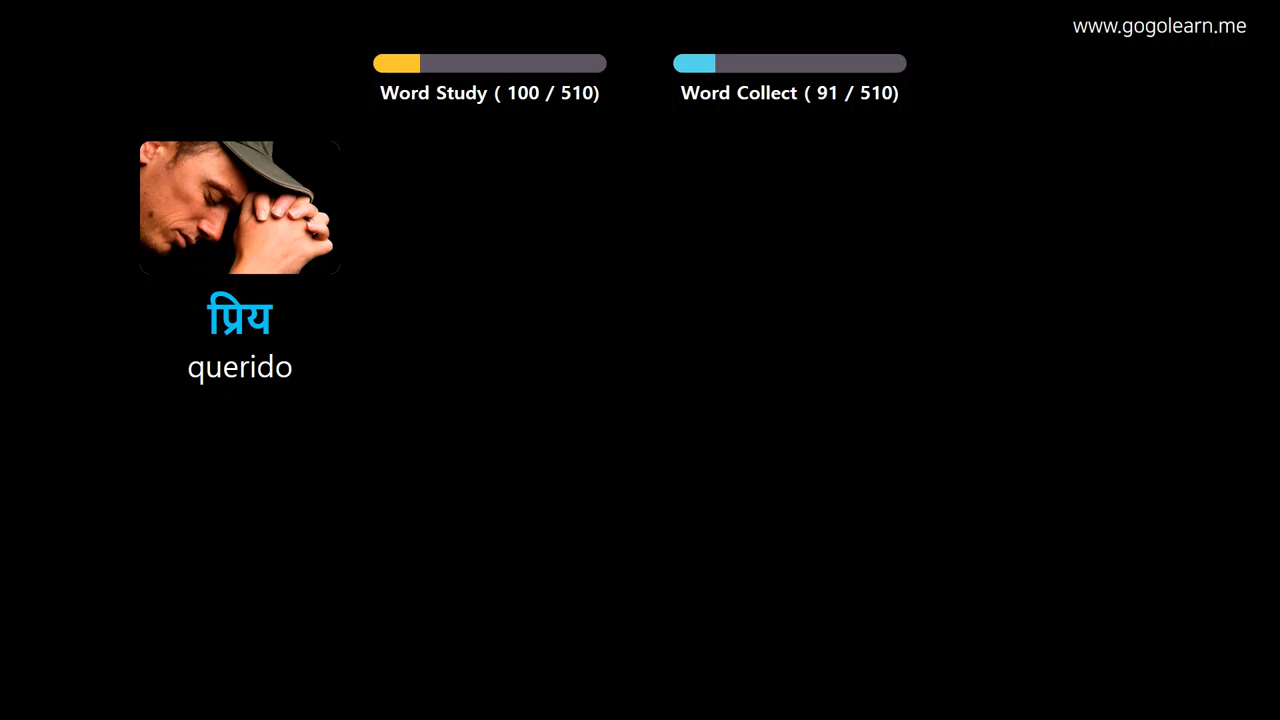 www.gogolearn.me
Word Study ( 100 / 510)
Word Collect ( 91 / 510)
प्रिय
querido